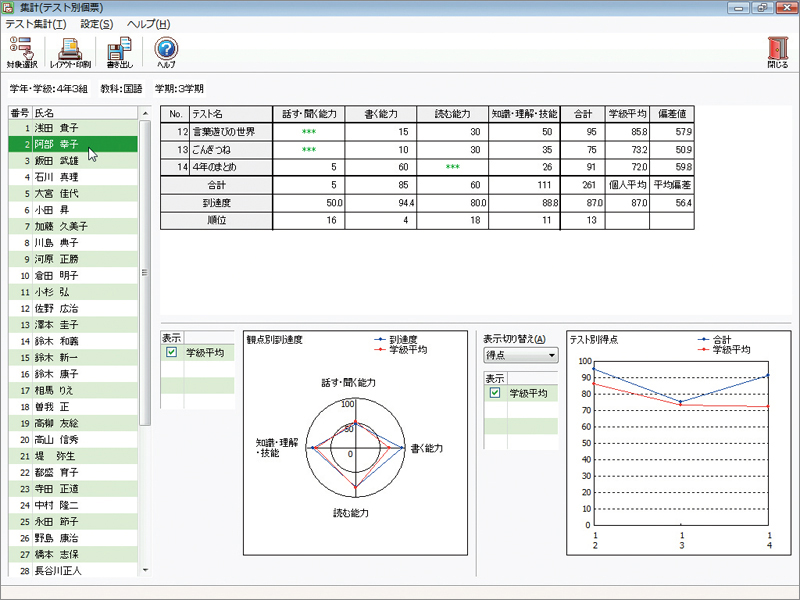 集計(テスト別個票)
テスト集計(T) 設定(S) ヘルプ(H)
対象選択 レイアウト・印刷 書き出し ヘルプ 閉じる
学年・学級:4年3組 教科:国語 学期:3学期
番号 氏名
1 浅田 貴子
2 阿部 幸子
3 飯田 武雄
4 石川 真理
5 大宮 佳代
6 小田 昇
7 加藤 久美子
8 川島 典子
9 河原 正勝
10 倉田 明子
11 小杉 弘
12 佐野 広治
13 澤本 圭子
14 鈴木 和義
15 鈴木 新一
16 鈴木 康子
17 相馬 りえ
18 曽我 正
19 高柳 友絵
20 高山 信秀
21 堤 弥生
22 都盛 育子
23 寺田 正道
24 中村 隆二
25 永田 節子
26 野島 康治
27 橋本 志保
28 長谷川正人
No. テスト名 話す・聞く能力 書く能力 読む能力 知識・理解・技能 合計 学級平均 偏差値
12 言葉遊びの世界 *** 15 30 50 95 85.8 57.9
13 ごんぎつね *** 10 30 35 75 73.2 50.9
14 4年のまとめ 5 60 *** 26 91 72.0 59.8
合計 5 85 60 111 261 個人平均 平均偏差
到達度 50.0 94.4 80.0 88.8 87.0 87.0 56.4
順位 16 4 18 11 13
表示
学級平均
観点別到達度
到達度
学級平均
話す・聞く能力
100
50
0
知識・理解
・技能
書く能力
読む能力
表示切り替え(A)
得点
表示
学級平均
テスト別得点
合計
学級平均
100
90
80
70
60
50
40
30
20
10
0
1 1 1
2 3 4